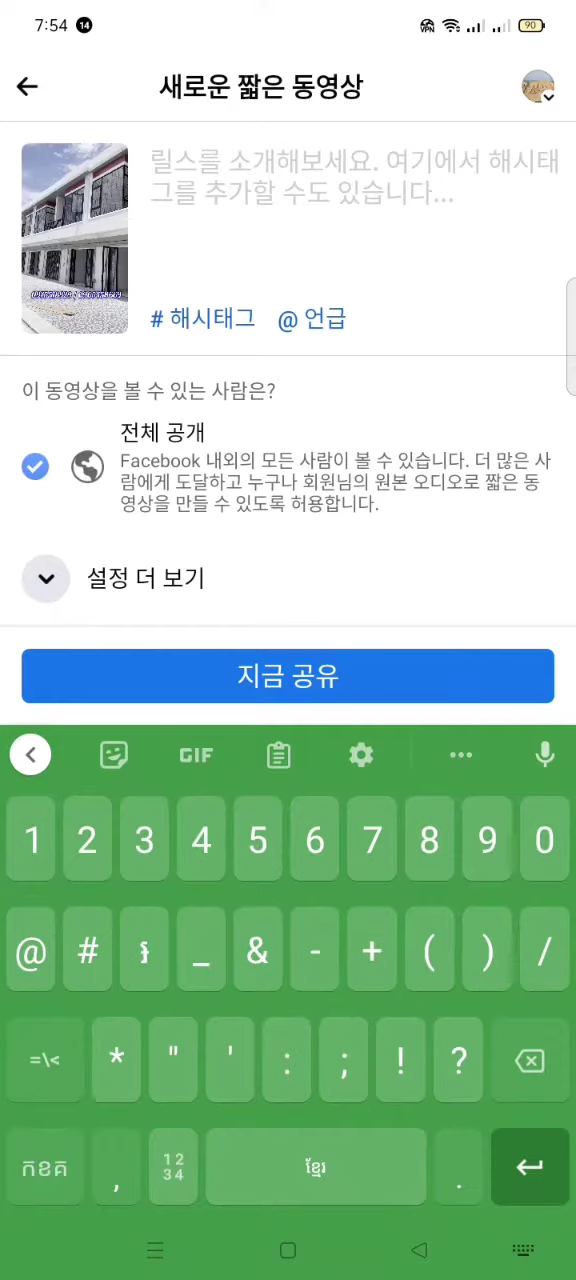 7:54 14 VPN 90
새로운 짧은 동영상
릴스를 소개해보세요. 여기에서 해시태
그를 추가할 수도 있습니다...
# 해시태그 @ 언급
이 동영상을 볼 수 있는 사람은?
전체 공개
Facebook 내외의 모든 사람이 볼 수 있습니다. 더 많은 사
람에게 도달하고 누구나 회원님의 원본 오디오로 짧은 동
영상을 만들 수 있도록 허용합니다.
설정 더 보기
지금 공유
GIF
1 2 3 4 5 6 7 8 9 0
@ # ៛ _ & - + ( ) /
=\< * " ' : ; ! ?
កខគ , 12 ខ្មែរ .
34